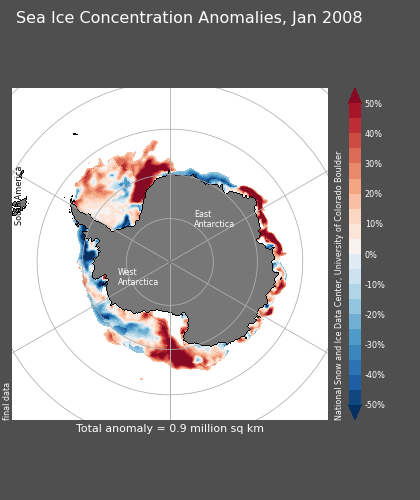 Sea Ice Concentration Anomalies, Jan 2008
South America
East
Antarctica
West
Antarctica
final data
National Snow and Ice Data Center, University of Colorado Boulder
50%
40%
30%
20%
10%
0%
-10%
-20%
-30%
-40%
-50%
Total anomaly = 0.9 million sq km